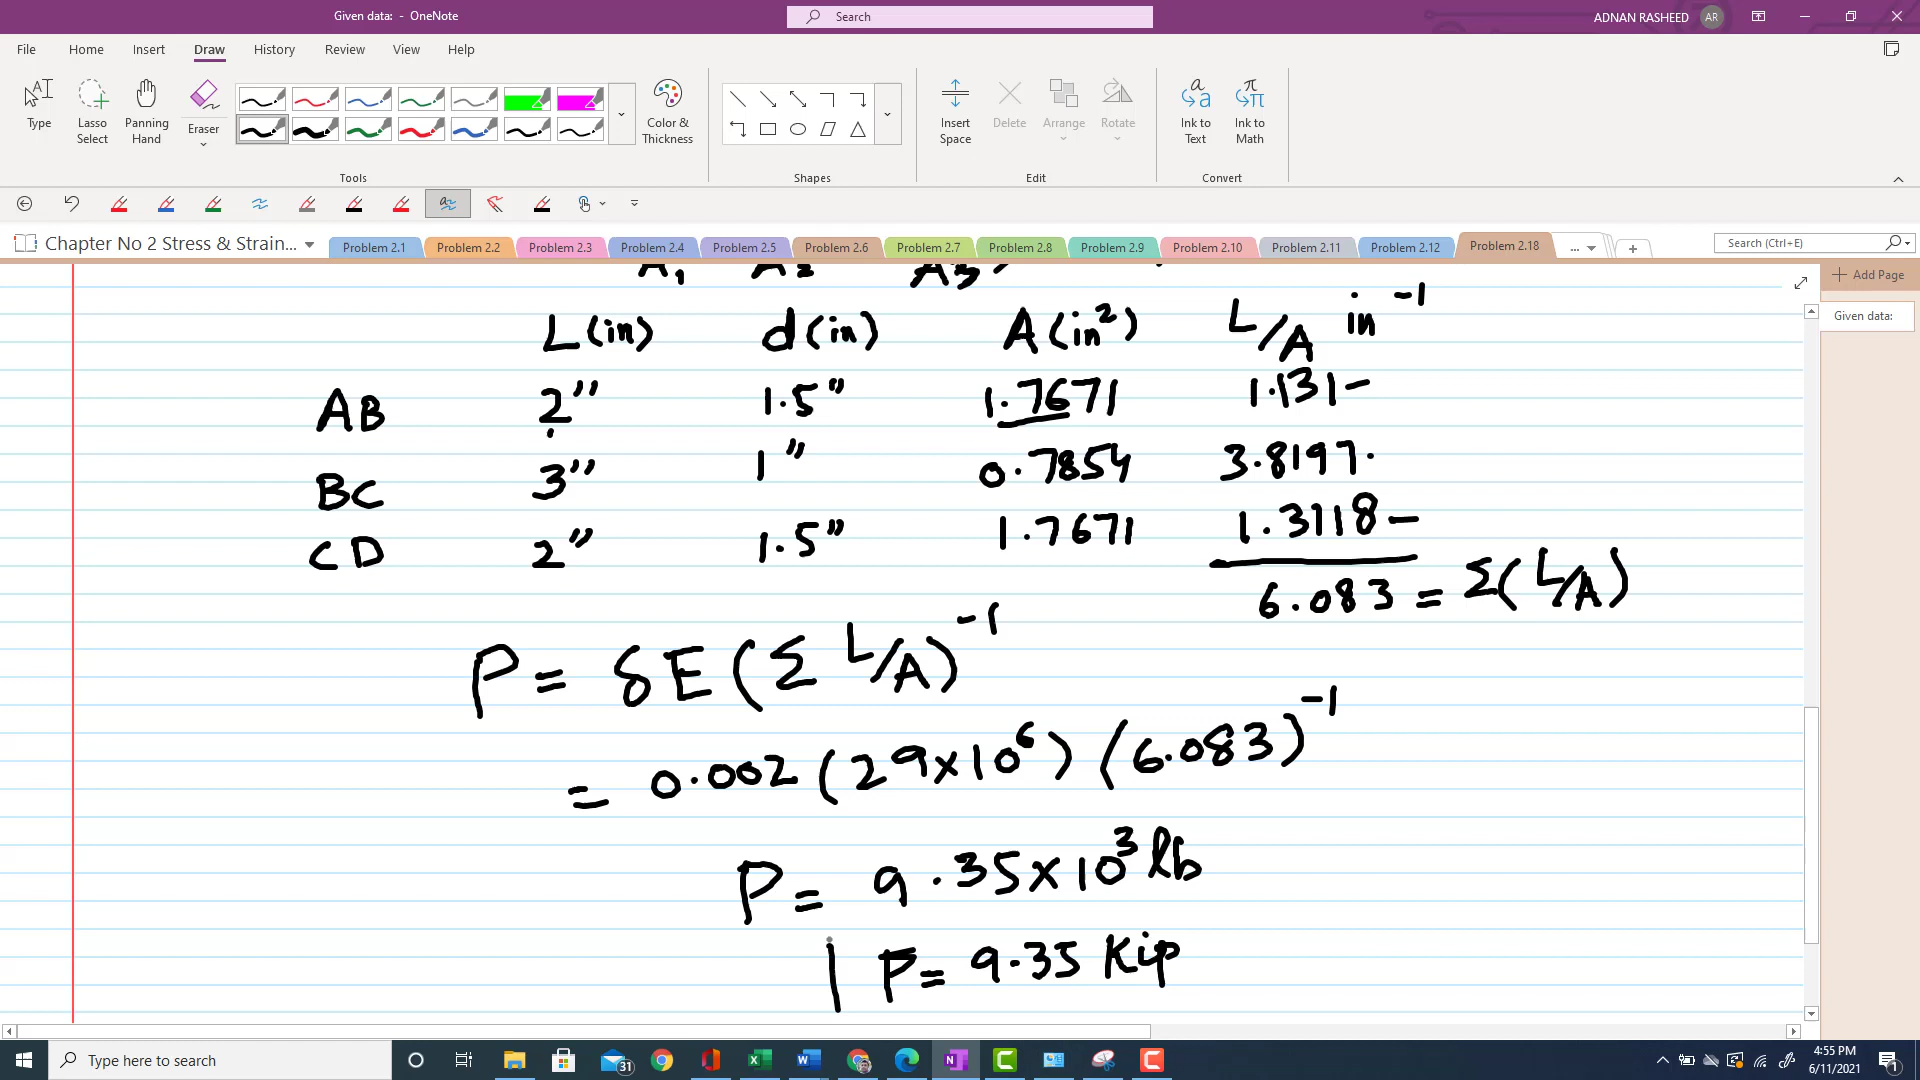 Given data: - OneNote
Search
ADNAN RASHEED AR
File Home Insert Draw History Review View Help
Type
Lasso Select
Panning Hand
Eraser
Color & Thickness
Insert Space
Delete
Arrange
Rotate
Ink to Text
Ink to Math
Tools Shapes Edit Convert
Chapter No 2 Stress & Strain... Problem 2.1 Problem 2.2 Problem 2.3 Problem 2.4 Problem 2.5 Problem 2.6 Problem 2.7 Problem 2.8 Problem 2.9 Problem 2.10 Problem 2.11 Problem 2.12 Problem 2.18 ... Search (Ctrl+E)
Add Page
Given data:
A₁ A₂ A₃
L (in) d (in) A (in²) L/A in⁻¹
AB 2" 1.5" 1.7671 1.131
BC 3" 1" 0.7854 3.8197
CD 2" 1.5" 1.7671 1.3118
6.083 = Σ(L/A)
P = δE (Σ L/A)⁻¹
= 0.002 (29×10⁶) (6.083)⁻¹
P = 9.35×10³ lb
P = 9.35 Kip
Type here to search
31
4:55 PM
6/11/2021
1